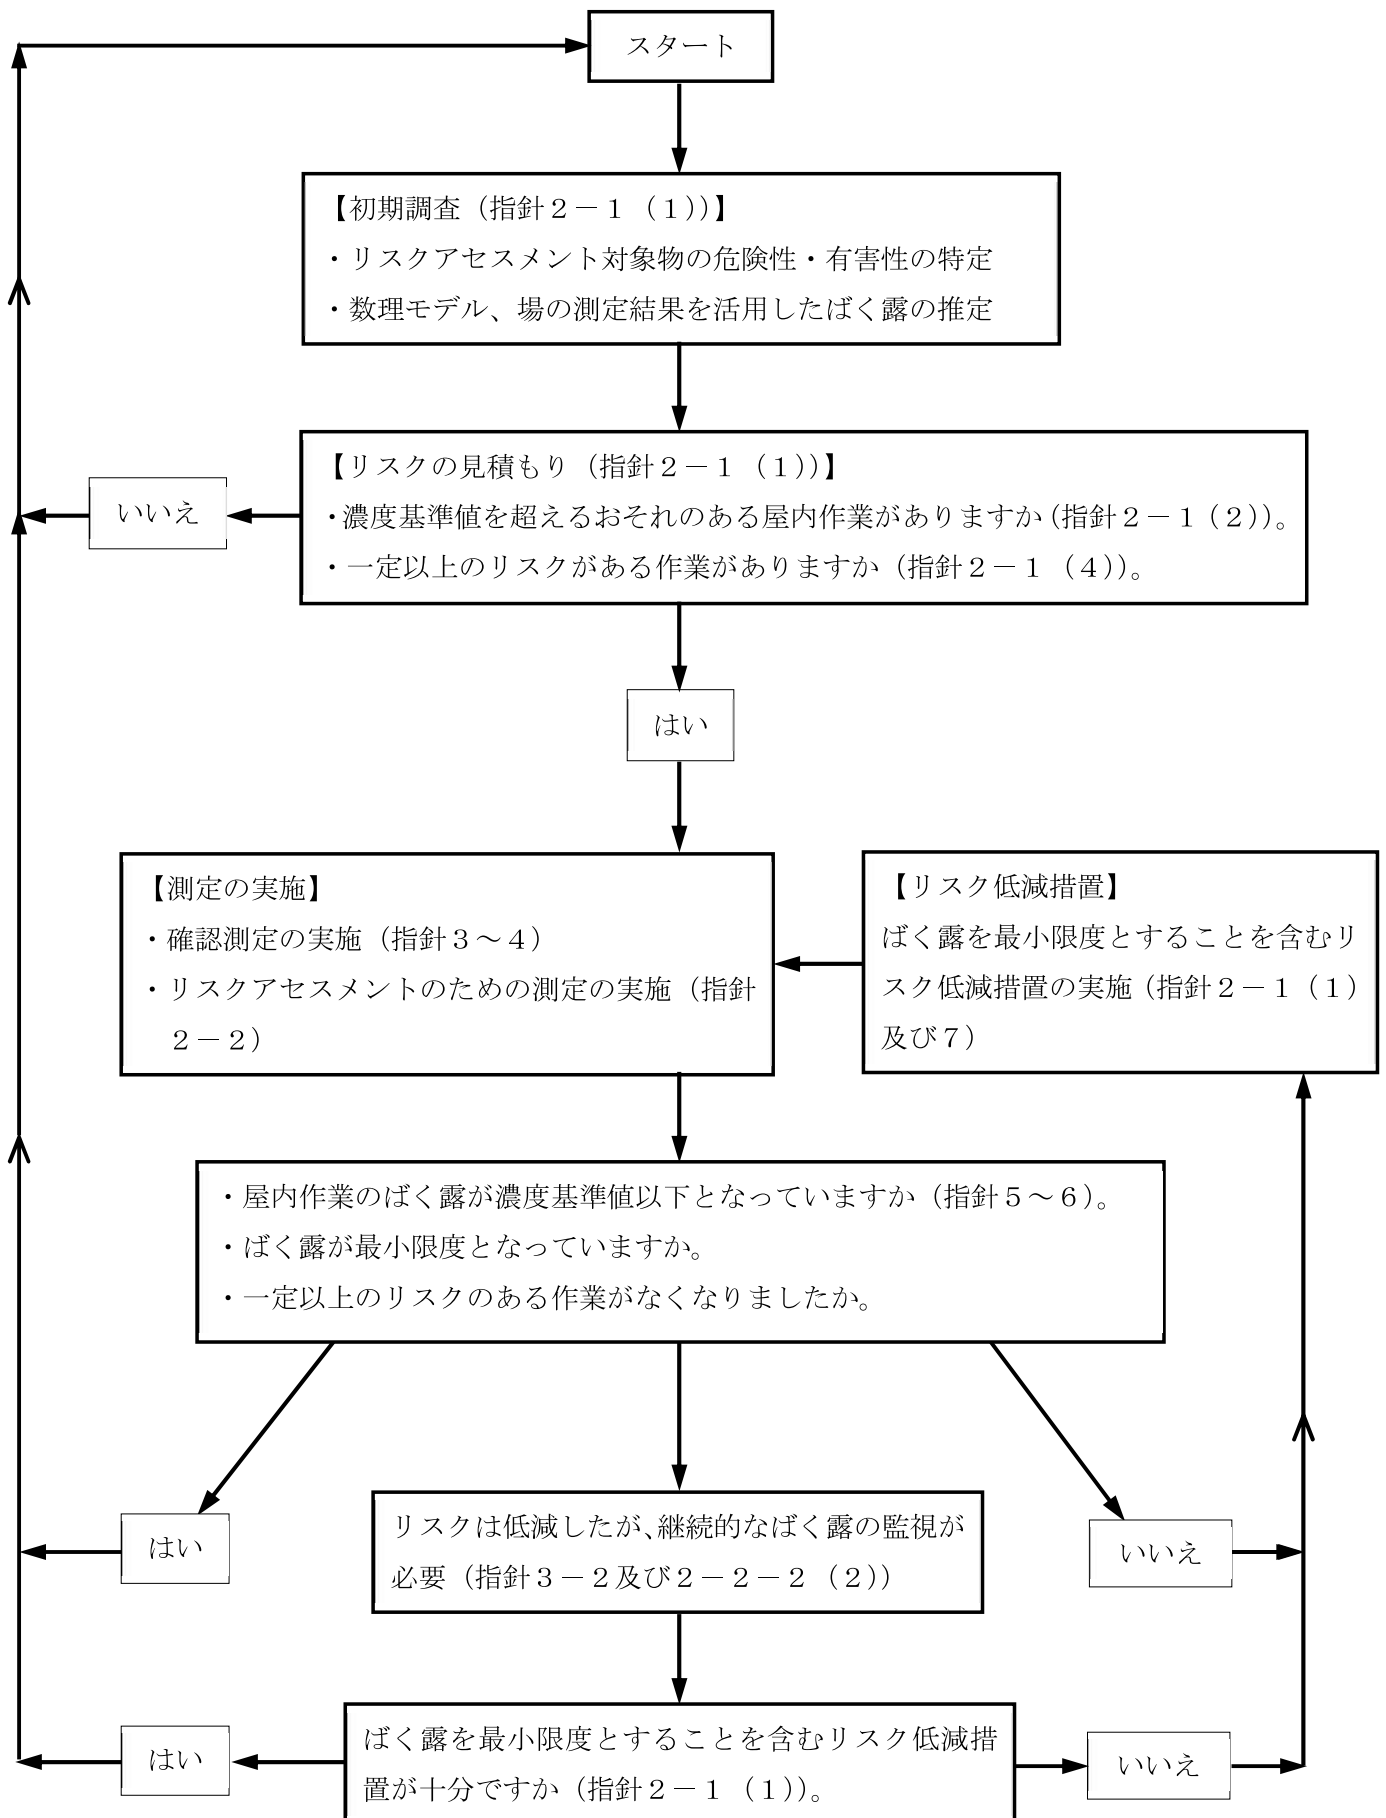 スタート
【初期調査（指針２－１（１））】
・リスクアセスメント対象物の危険性・有害性の特定
・数理モデル、場の測定結果を活用したばく露の推定
【リスクの見積もり（指針２－１（１））】
・濃度基準値を超えるおそれのある屋内作業がありますか（指針２－１（２））。
・一定以上のリスクがある作業がありますか（指針２－１（４））。
いいえ
はい
【測定の実施】
・確認測定の実施（指針３～４）
・リスクアセスメントのための測定の実施（指針
２－２）
【リスク低減措置】
ばく露を最小限度とすることを含むリ
スク低減措置の実施（指針２－１（１）
及び７）
・屋内作業のばく露が濃度基準値以下となっていますか（指針５～６）。
・ばく露が最小限度となっていますか。
・一定以上のリスクのある作業がなくなりましたか。
はい
リスクは低減したが、継続的なばく露の監視が
必要（指針３－２及び２－２－２（２））
いいえ
はい
ばく露を最小限度とすることを含むリスク低減措
置が十分ですか（指針２－１（１））。
いいえ